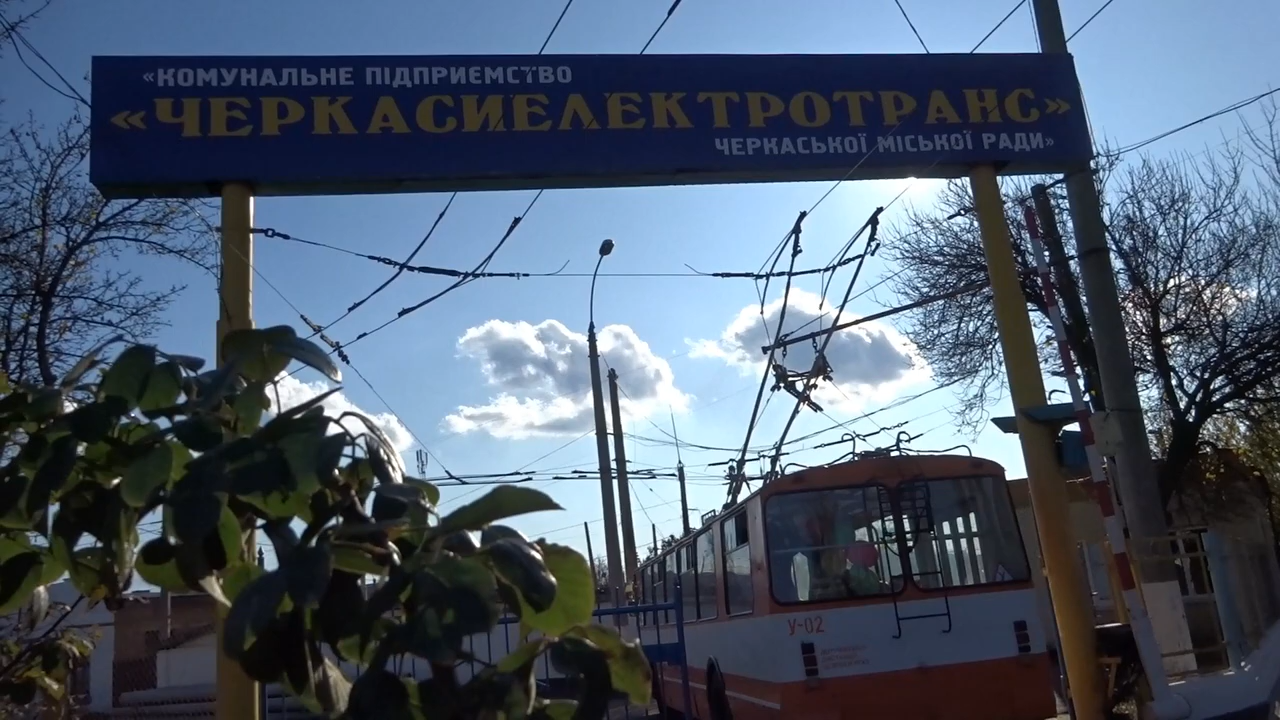 «КОМУНАЛЬНЕ ПІДПРИЄМСТВО
«ЧЕРКАСИЕЛЕКТРОТРАНС»
ЧЕРКАСЬКОЇ МІСЬКОЇ РАДИ»
У-02